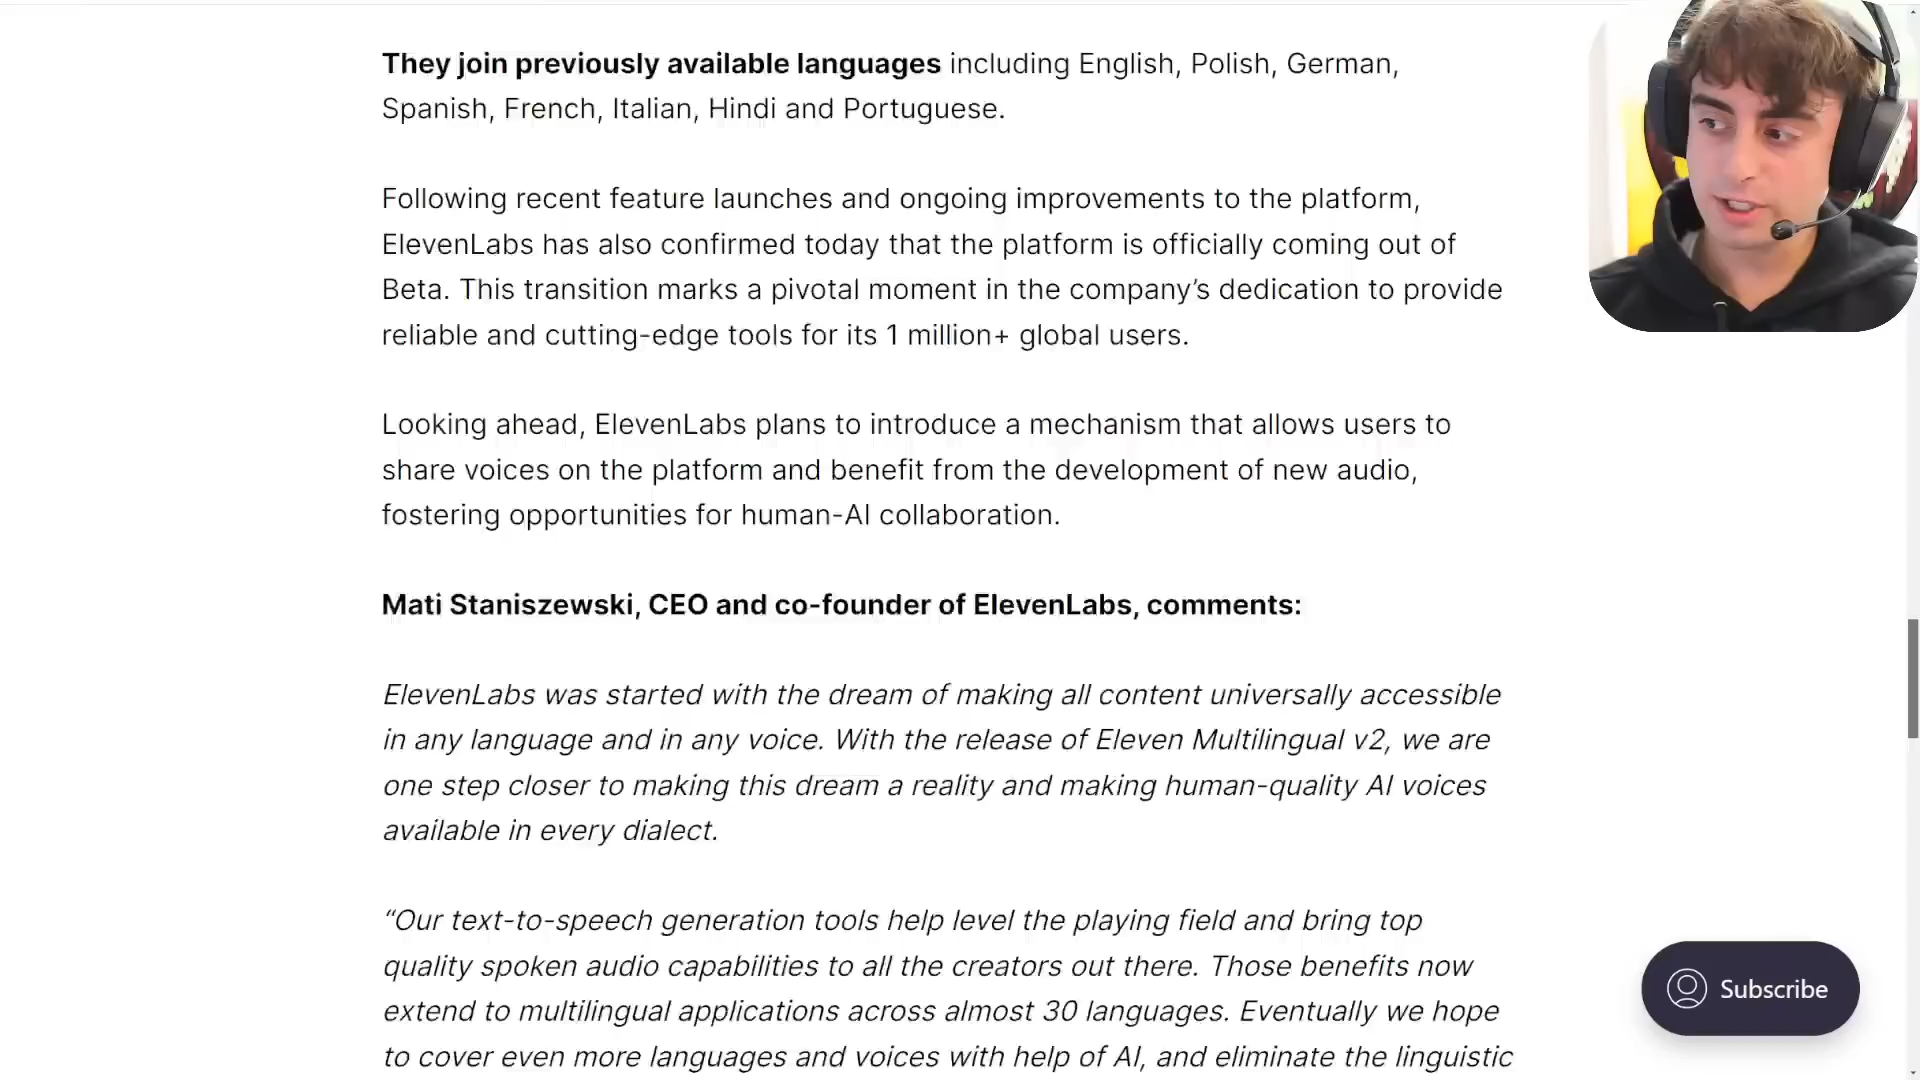 They join previously available languages including English, Polish, German,
Spanish, French, Italian, Hindi and Portuguese.
Following recent feature launches and ongoing improvements to the platform,
ElevenLabs has also confirmed today that the platform is officially coming out of
Beta. This transition marks a pivotal moment in the company’s dedication to provide
reliable and cutting-edge tools for its 1 million+ global users.
Looking ahead, ElevenLabs plans to introduce a mechanism that allows users to
share voices on the platform and benefit from the development of new audio,
fostering opportunities for human-AI collaboration.
Mati Staniszewski, CEO and co-founder of ElevenLabs, comments:
ElevenLabs was started with the dream of making all content universally accessible
in any language and in any voice. With the release of Eleven Multilingual v2, we are
one step closer to making this dream a reality and making human-quality AI voices
available in every dialect.
“Our text-to-speech generation tools help level the playing field and bring top
quality spoken audio capabilities to all the creators out there. Those benefits now
extend to multilingual applications across almost 30 languages. Eventually we hope
to cover even more languages and voices with help of AI, and eliminate the linguistic
Subscribe